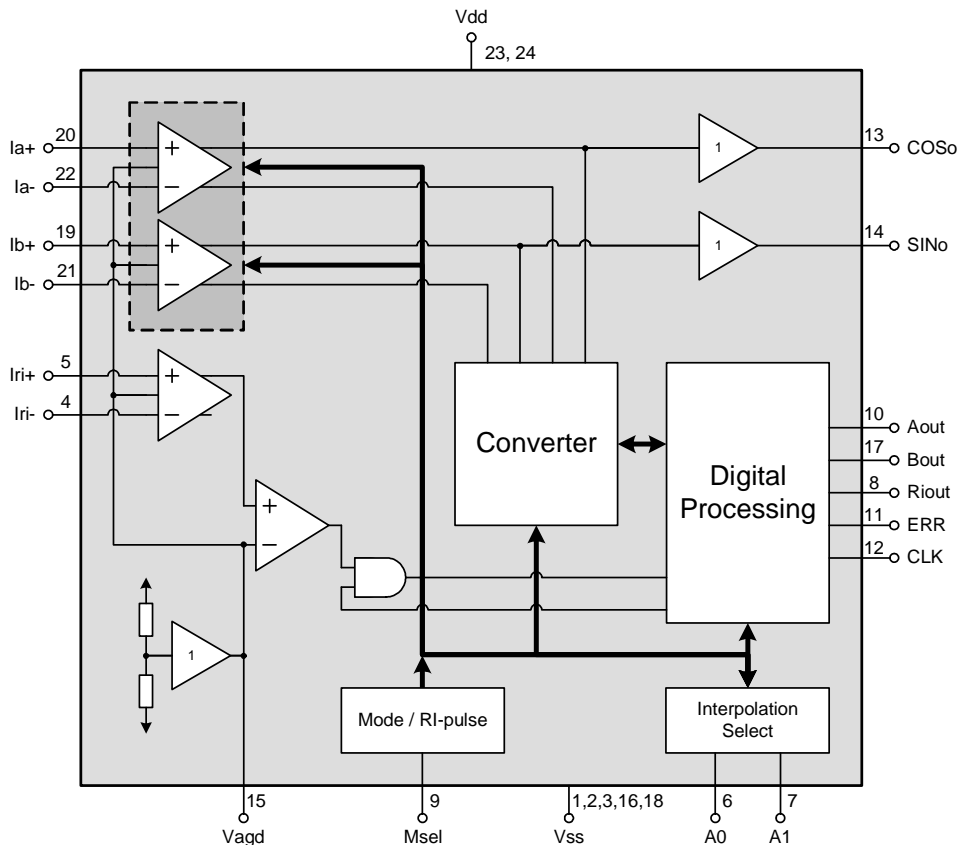 Vdd
23, 24
Ia+ 20
13 COSo
+
1
Ia- 22
−
Ib+ 19
14 SINo
+
1
Ib- 21
−
Iri+ 5
+
Iri- 4
−
Converter
Digital
Processing
10 Aout
17 Bout
8 Riout
11 ERR
12 CLK
+
−
1
Mode / RI-pulse
Interpolation
Select
15
9
1,2,3,16,18
6
7
Vagd
Msel
Vss
A0
A1